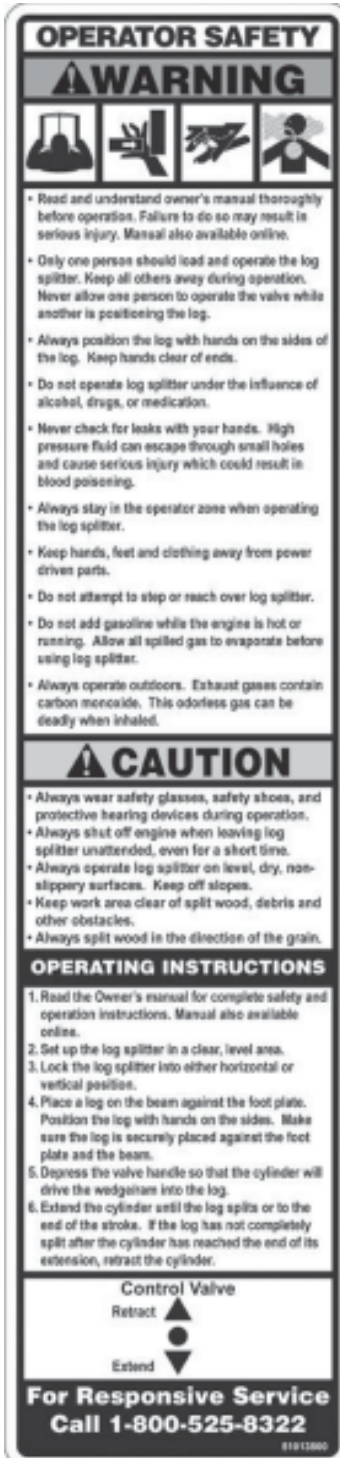 OPERATOR SAFETY
WARNING
• Read and understand owner's manual thoroughly
before operation. Failure to do so may result in
serious injury. Manual also available online.
• Only one person should load and operate the log
splitter. Keep all others away during operation.
Never allow one person to operate the valve while
another is positioning the log.
• Always position the log with hands on the sides of
the log. Keep hands clear of ends.
• Do not operate log splitter under the influence of
alcohol, drugs, or medication.
• Never check for leaks with your hands. High
pressure fluid can escape through small holes
and cause serious injury which could result in
blood poisoning.
• Always stay in the operator zone when operating
the log splitter.
• Keep hands, feet and clothing away from power
driven parts.
• Do not attempt to step or reach over log splitter.
• Do not add gasoline while the engine is hot or
running. Allow all spilled gas to evaporate before
using log splitter.
• Always operate outdoors. Exhaust gases contain
carbon monoxide. This odorless gas can be
deadly when inhaled.
CAUTION
• Always wear safety glasses, safety shoes, and
protective hearing devices during operation.
• Always shut off engine when leaving log
splitter unattended, even for a short time.
• Always operate log splitter on level, dry, non-
slippery surfaces. Keep off slopes.
• Keep work area clear of split wood, debris and
other obstacles.
• Always split wood in the direction of the grain.
OPERATING INSTRUCTIONS
1. Read the Owner's manual for complete safety and
operation instructions. Manual also available
online.
2. Set up the log splitter in a clear, level area.
3. Lock the log splitter into either horizontal or
vertical position.
4. Place a log on the beam against the foot plate.
Position the log with hands on the sides. Make
sure the log is securely placed against the foot
plate and the beam.
5. Depress the valve handle so that the cylinder will
drive the wedge/ram into the log.
6. Extend the cylinder until the log splits or to the
end of the stroke. If the log has not completely
split after the cylinder has reached the end of its
extension, retract the cylinder.
Control Valve
Retract
Extend
For Responsive Service
Call 1-800-525-8322